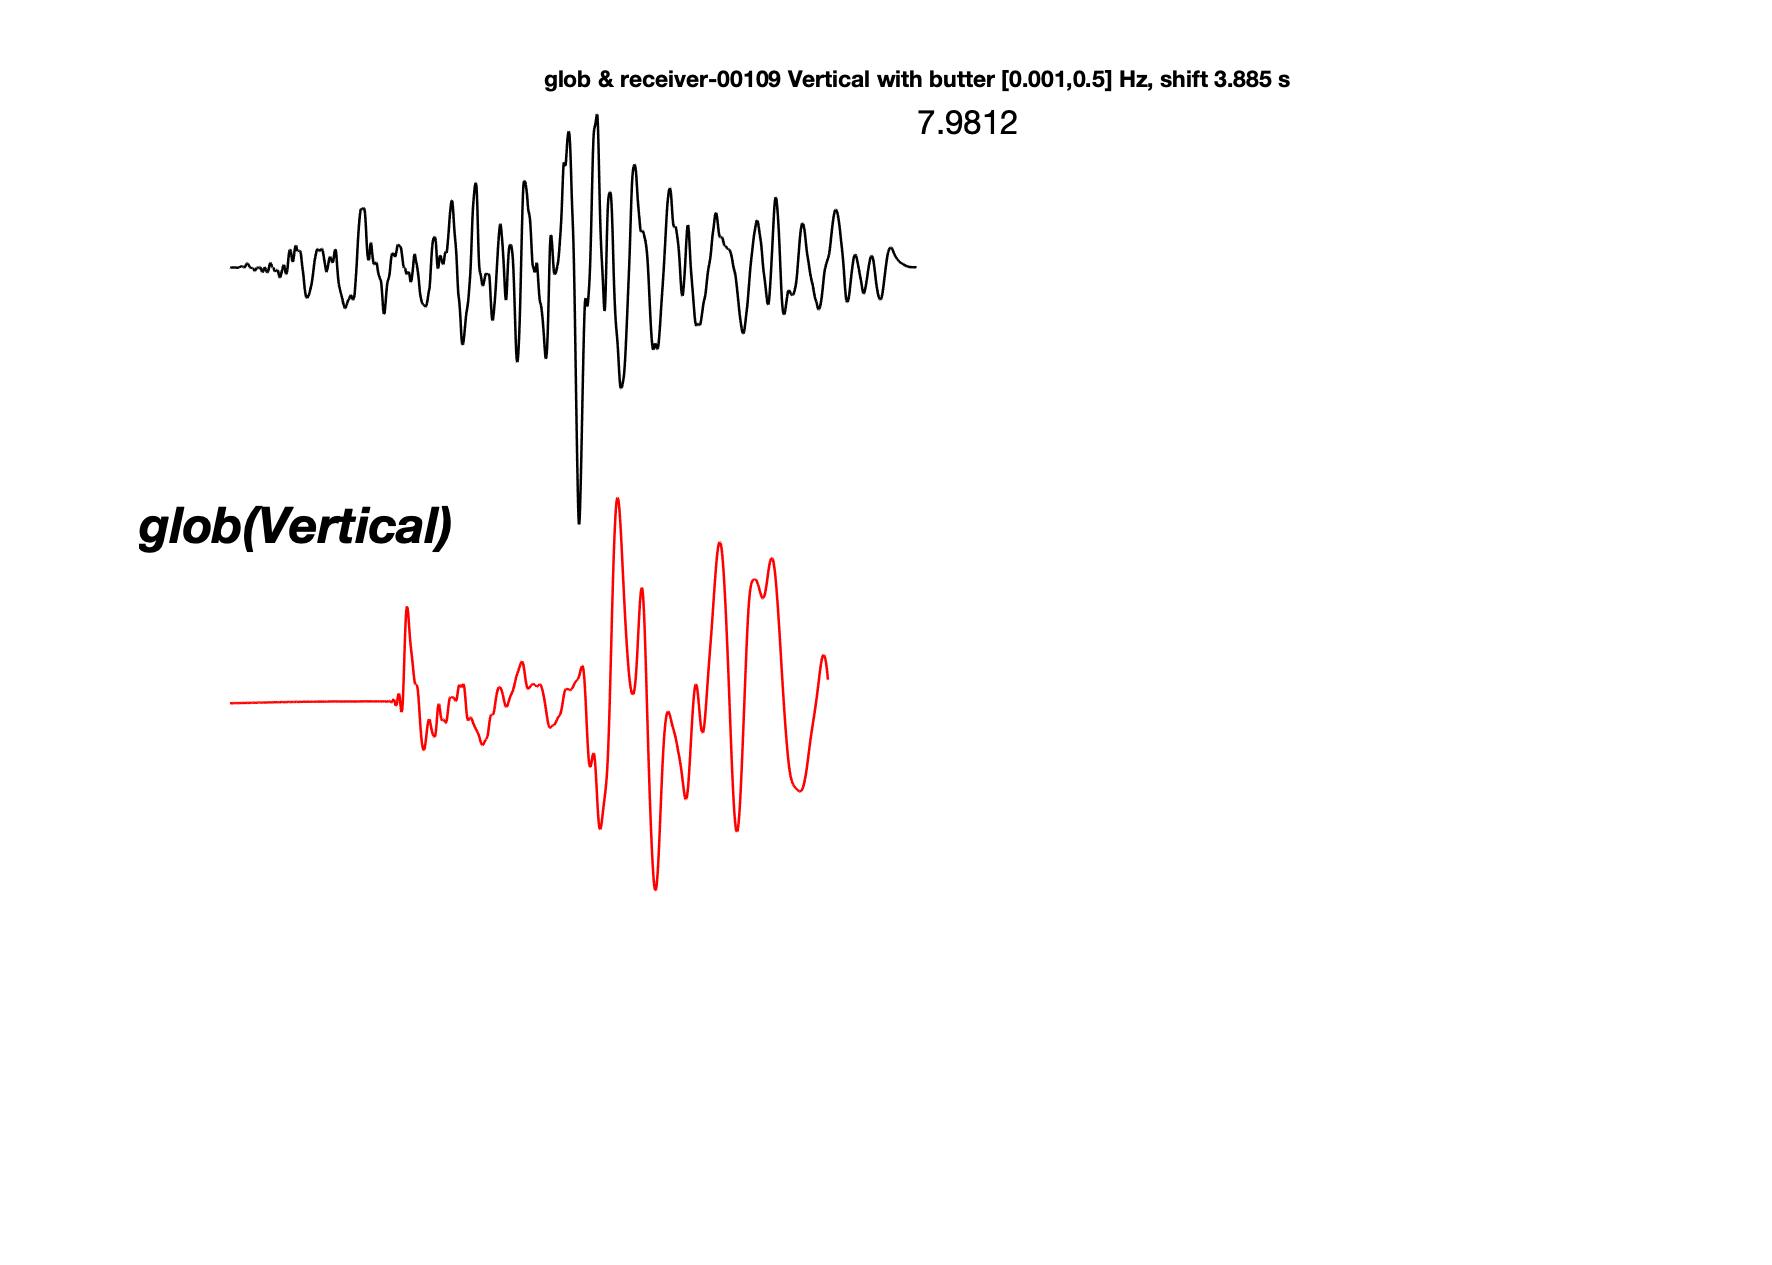 glob & receiver-00109 Vertical with butter [0.001,0.5] Hz, shift 3.885 s
7.9812
glob(Vertical)